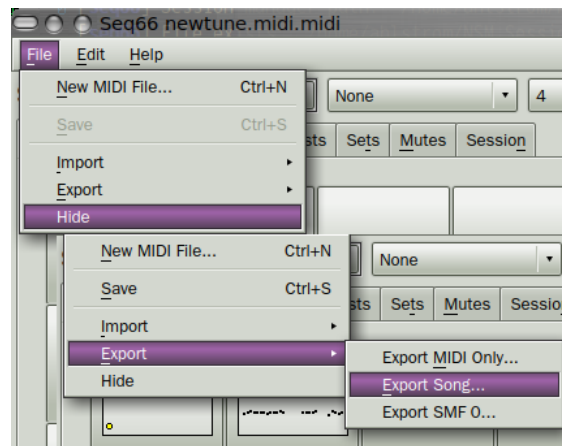 Seq66 newtune.midi.midi
File Edit Help
New MIDI File... Ctrl+N
None 4
Save Ctrl+S
sts Sets Mutes Session
Import
Export
Hide
New MIDI File... Ctrl+N
None
Save Ctrl+S
sts Sets Mutes Sessio
Import
Export
Export MIDI Only...
Hide
Export Song...
Export SMF 0...